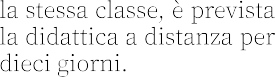 la stessa classe, è prevista
la didattica a distanza per
dieci giorni.